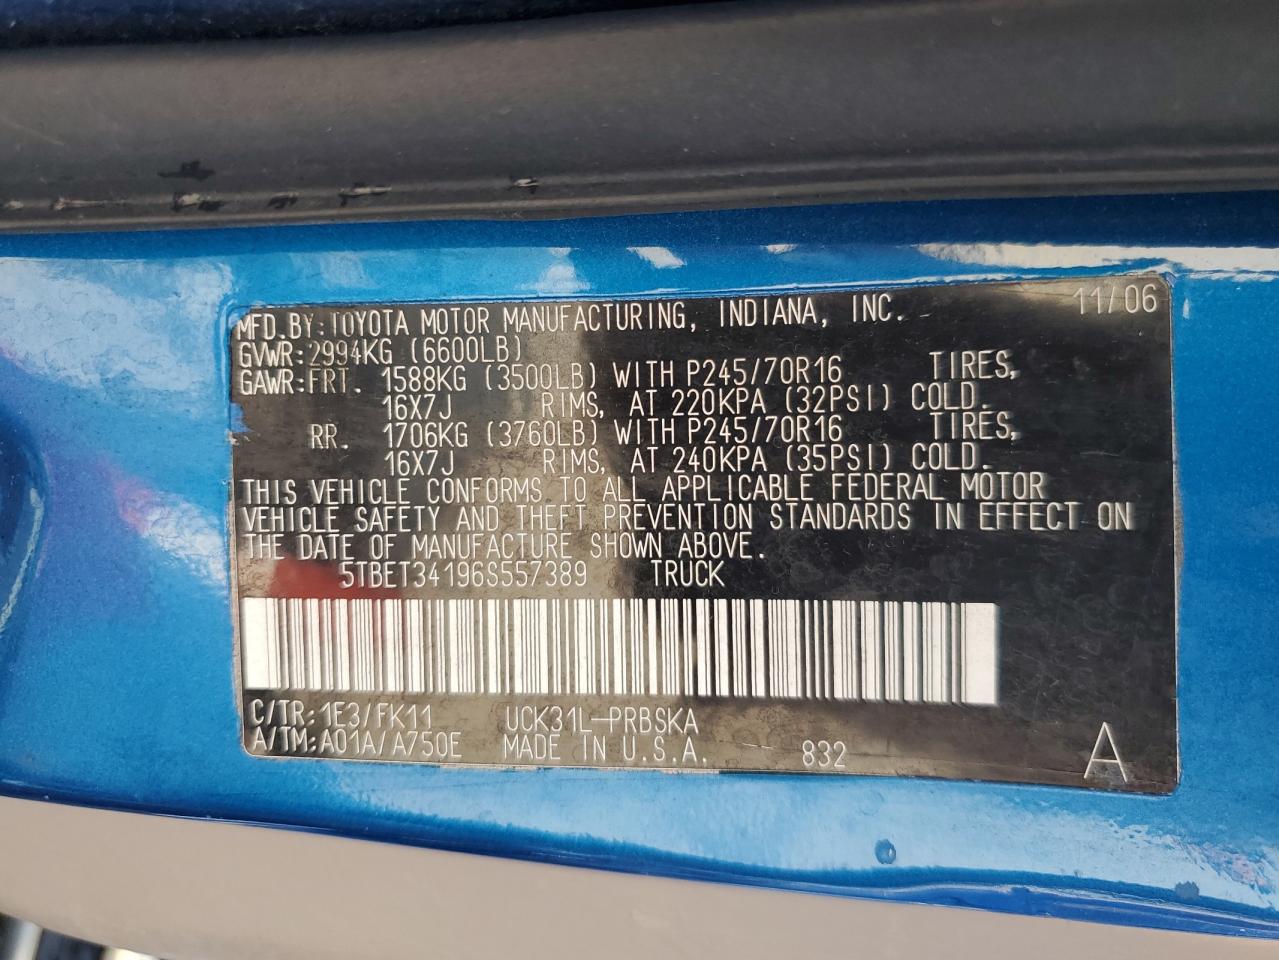 MFD. BY: TOYOTA MOTOR MANUFACTURING, INDIANA, INC. 11/06
GVWR: 2994KG (6600LB)
GAWR: FRT. 1588KG (3500LB) WITH P245/70R16 TIRES,
16X7J RIMS, AT 220KPA (32PSI) COLD.
RR. 1706KG (3760LB) WITH P245/70R16 TIRES,
16X7J RIMS, AT 240KPA (35PSI) COLD.
THIS VEHICLE CONFORMS TO ALL APPLICABLE FEDERAL MOTOR
VEHICLE SAFETY AND THEFT PREVENTION STANDARDS IN EFFECT ON
THE DATE OF MANUFACTURE SHOWN ABOVE.
5TBET34196S557389 TRUCK
C/TR: 1E3/FK11 UCK31L-PRBSKA
A/TM: A01A/A750E MADE IN U.S.A. 832 A